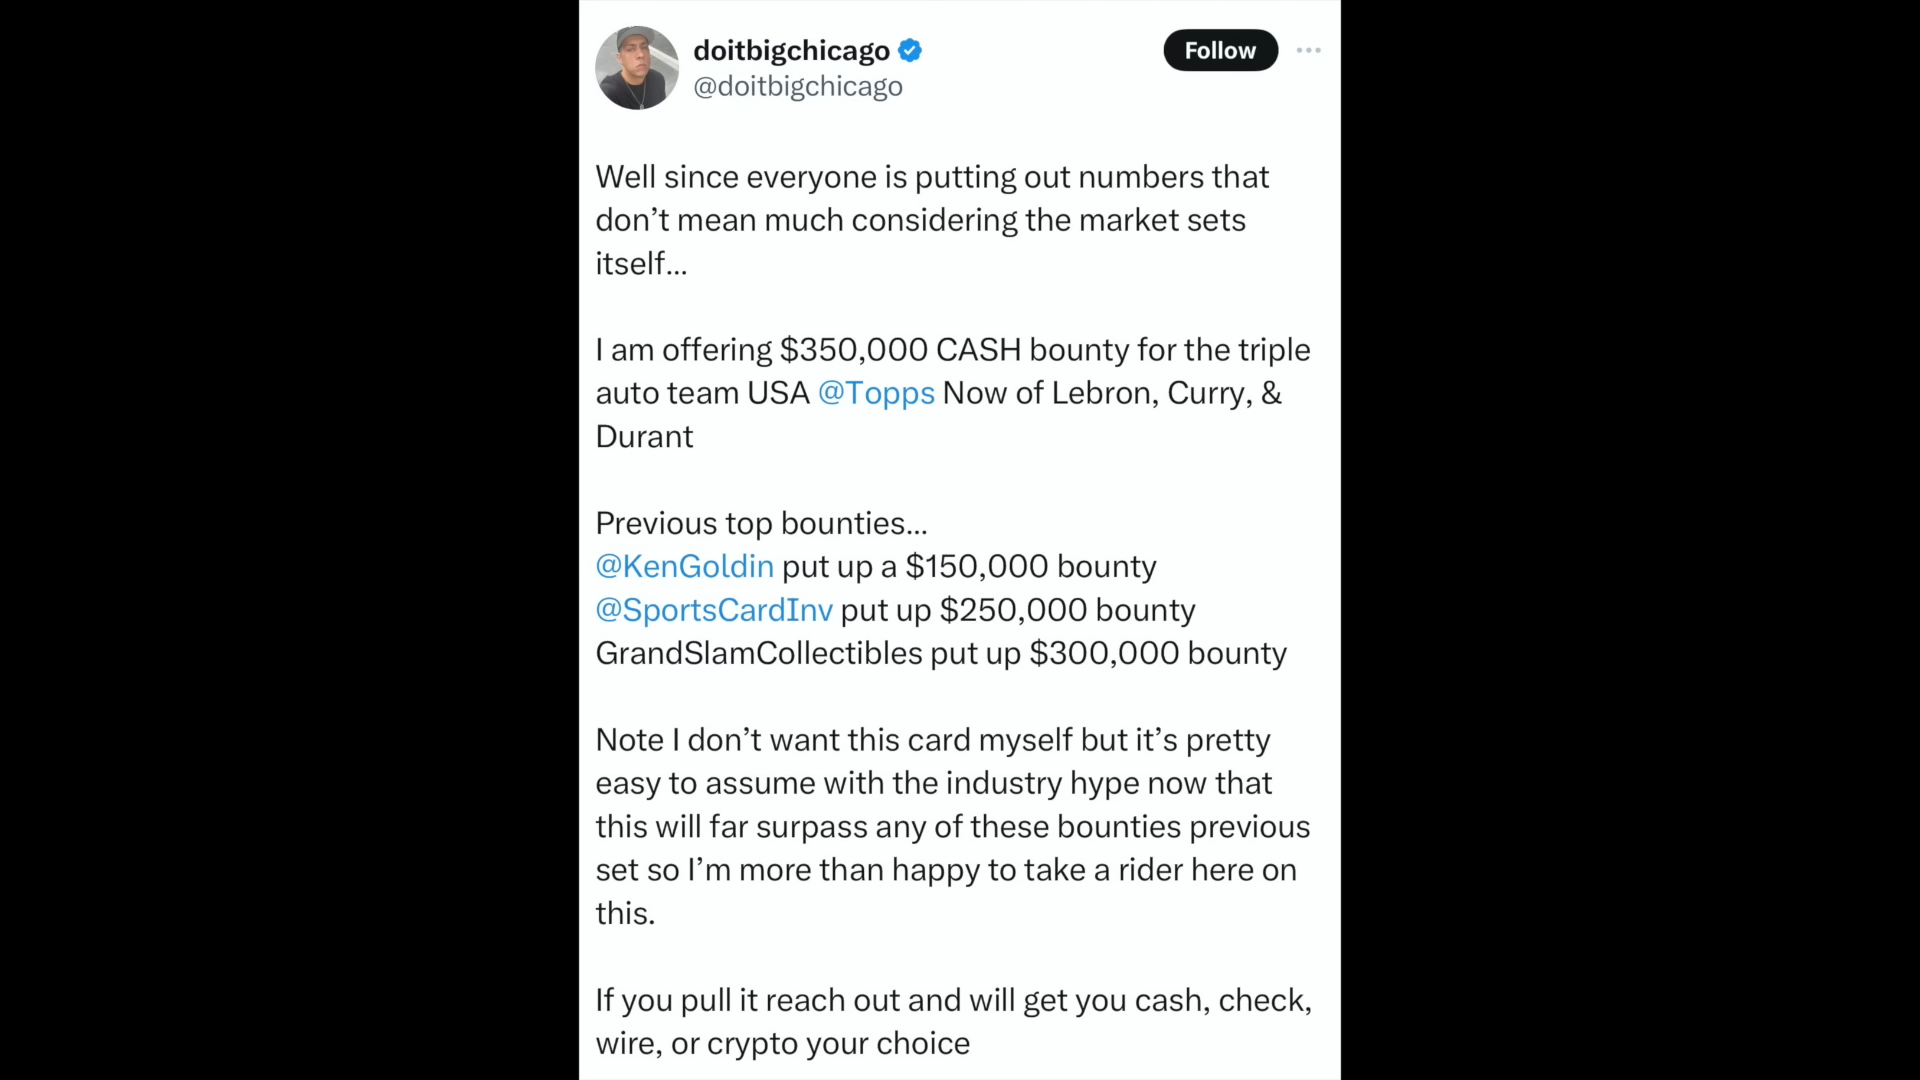 doitbigchicago
Follow
@doitbigchicago
Well since everyone is putting out numbers that
don’t mean much considering the market sets
itself...
I am offering $350,000 CASH bounty for the triple
auto team USA @Topps Now of Lebron, Curry, &
Durant
Previous top bounties...
@KenGoldin put up a $150,000 bounty
@SportsCardInv put up $250,000 bounty
GrandSlamCollectibles put up $300,000 bounty
Note I don’t want this card myself but it’s pretty
easy to assume with the industry hype now that
this will far surpass any of these bounties previous
set so I’m more than happy to take a rider here on
this.
If you pull it reach out and will get you cash, check,
wire, or crypto your choice